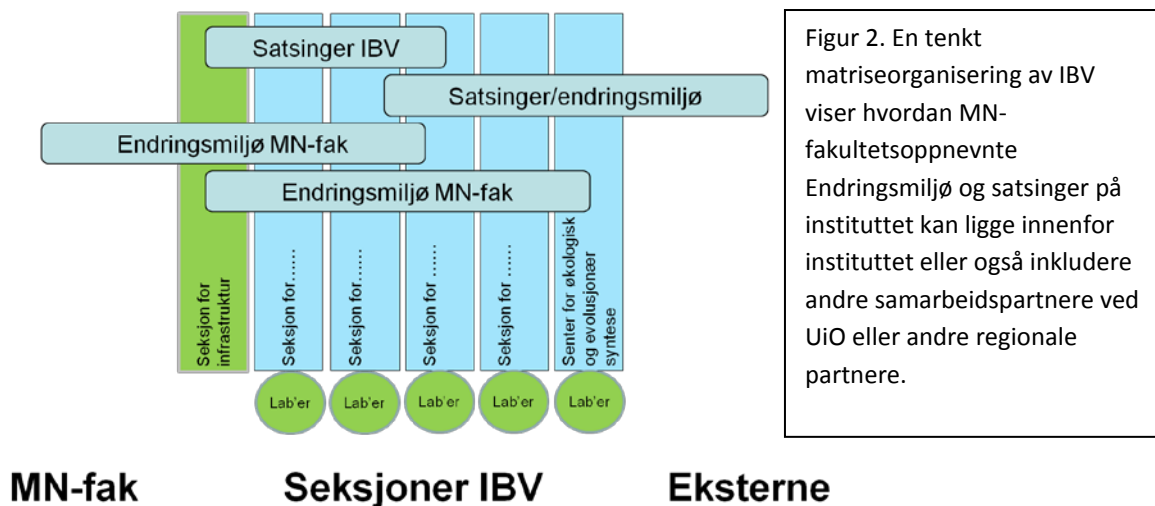 Satsinger IBV
Satsinger/endringsmiljø
Endringsmiljø MN-fak
Endringsmiljø MN-fak
Seksjon for
infrastruktur
Seksjon for......
Seksjon for......
Seksjon for ......
Seksjon for ......
Senter for økologisk
og evolusjonær
syntese
Lab'er
Lab'er
Lab'er
Lab'er
Lab'er
MN-fak
Seksjoner IBV
Eksterne
Figur 2. En tenkt
matriseorganisering av IBV
viser hvordan MN-
fakultetsoppnevnte
Endringsmiljø og satsinger på
instituttet kan ligge innenfor
instituttet eller også inkludere
andre samarbeidspartnere ved
UiO eller andre regionale
partnere.